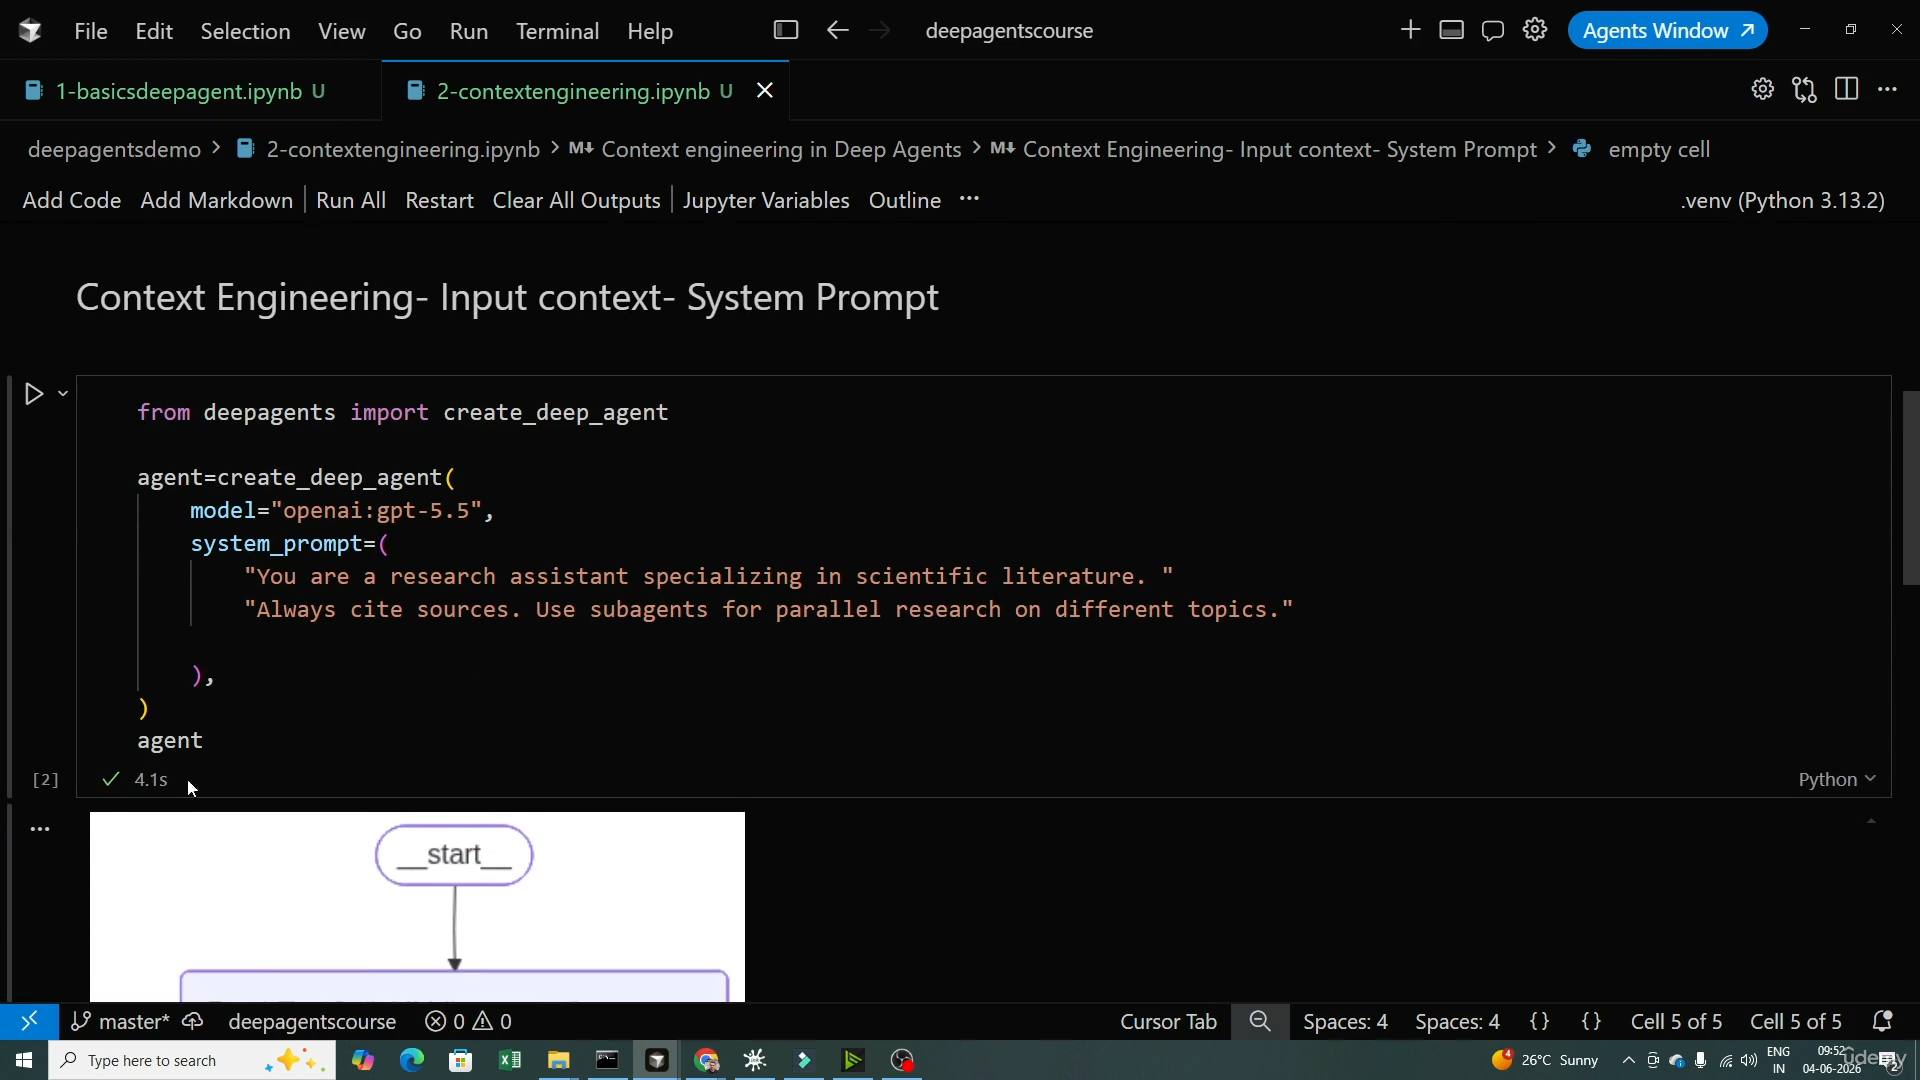 File Edit Selection View Go Run Terminal Help deepagentscourse Agents Window ↗
1-basicsdeepagent.ipynb U 2-contextengineering.ipynb U
deepagentsdemo > 2-contextengineering.ipynb > M↓ Context engineering in Deep Agents > M↓ Context Engineering- Input context- System Prompt > empty cell
Add Code Add Markdown Run All Restart Clear All Outputs Jupyter Variables Outline ... .venv (Python 3.13.2)
Context Engineering- Input context- System Prompt
from deepagents import create_deep_agent
agent=create_deep_agent(
model="openai:gpt-5.5",
system_prompt=(
"You are a research assistant specializing in scientific literature. "
"Always cite sources. Use subagents for parallel research on different topics."
),
)
agent
[2] 4.1s Python
__start__
master* deepagentscourse 0 0 Cursor Tab Spaces: 4 Spaces: 4 {} {} Cell 5 of 5 Cell 5 of 5
Type here to search 4 26°C Sunny ENG IN 09:52 04-06-2026 2
udemy